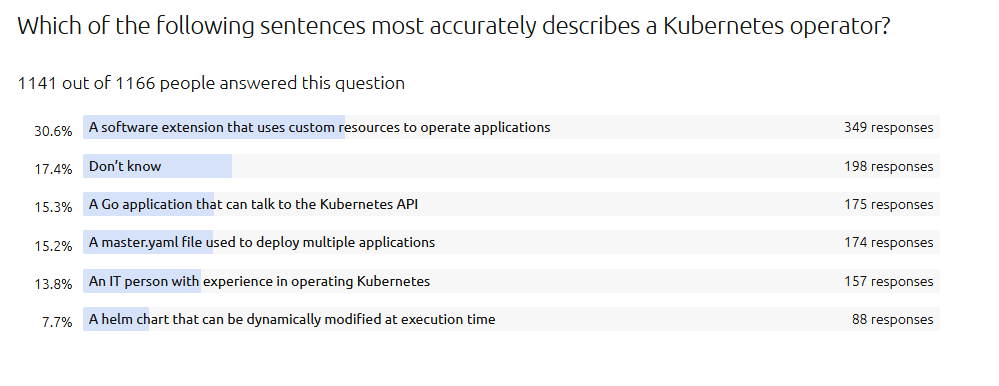 Which of the following sentences most accurately describes a Kubernetes operator?
1141 out of 1166 people answered this question
30.6% A software extension that uses custom resources to operate applications 349 responses
17.4% Don’t know 198 responses
15.3% A Go application that can talk to the Kubernetes API 175 responses
15.2% A master.yaml file used to deploy multiple applications 174 responses
13.8% An IT person with experience in operating Kubernetes 157 responses
7.7% A helm chart that can be dynamically modified at execution time 88 responses